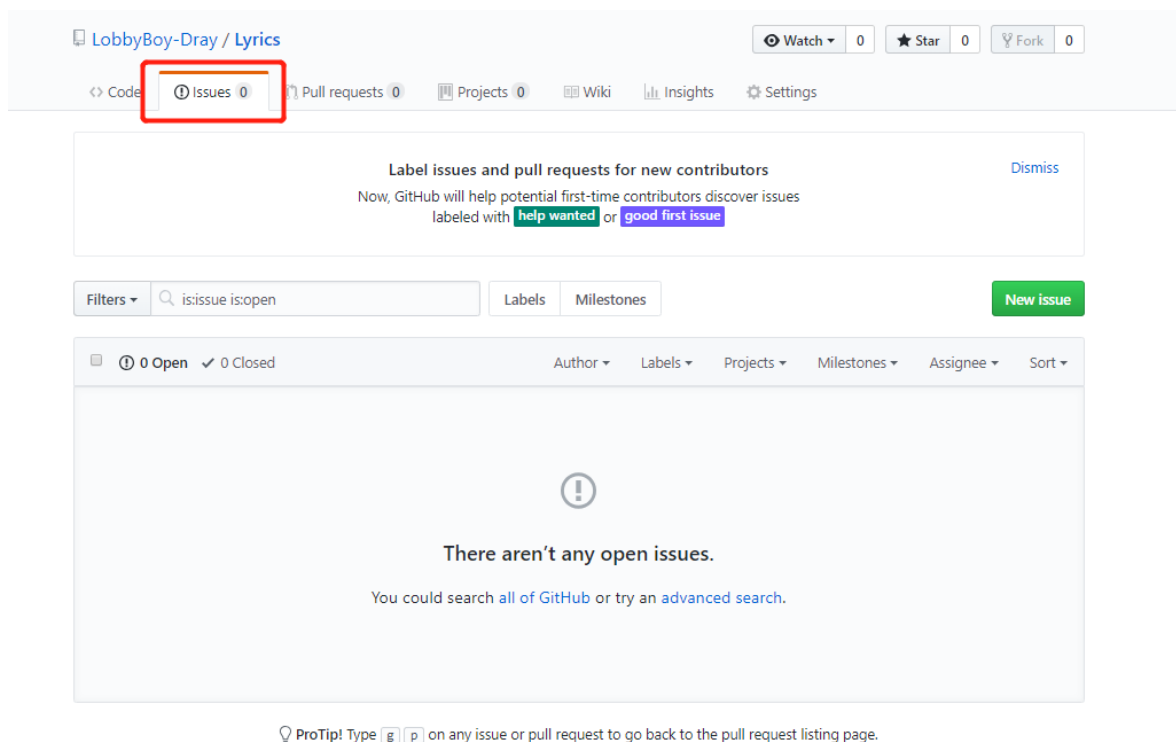 LobbyBoy-Dray / Lyrics
Watch 0 Star 0 Fork 0
Code Issues 0 Pull requests 0 Projects 0 Wiki Insights Settings
Label issues and pull requests for new contributors
Dismiss
Now, GitHub will help potential first-time contributors discover issues
labeled with help wanted or good first issue
Filters is:issue is:open Labels Milestones New issue
0 Open 0 Closed Author Labels Projects Milestones Assignee Sort
There aren't any open issues.
You could search all of GitHub or try an advanced search.
ProTip! Type g p on any issue or pull request to go back to the pull request listing page.